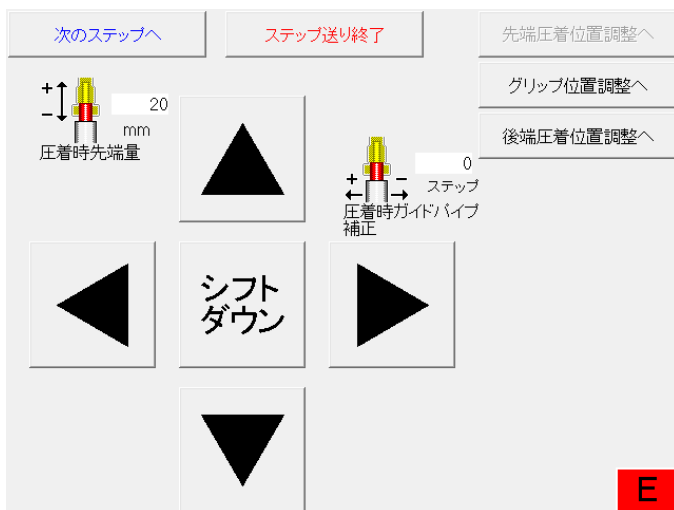 次のステップへ
ステップ送り終了
先端圧着位置調整へ
グリップ位置調整へ
後端圧着位置調整へ
+
-
20
mm
圧着時先端量
0
+ -
ステップ
圧着時ガイドパイプ
補正
シフト
ダウン
E